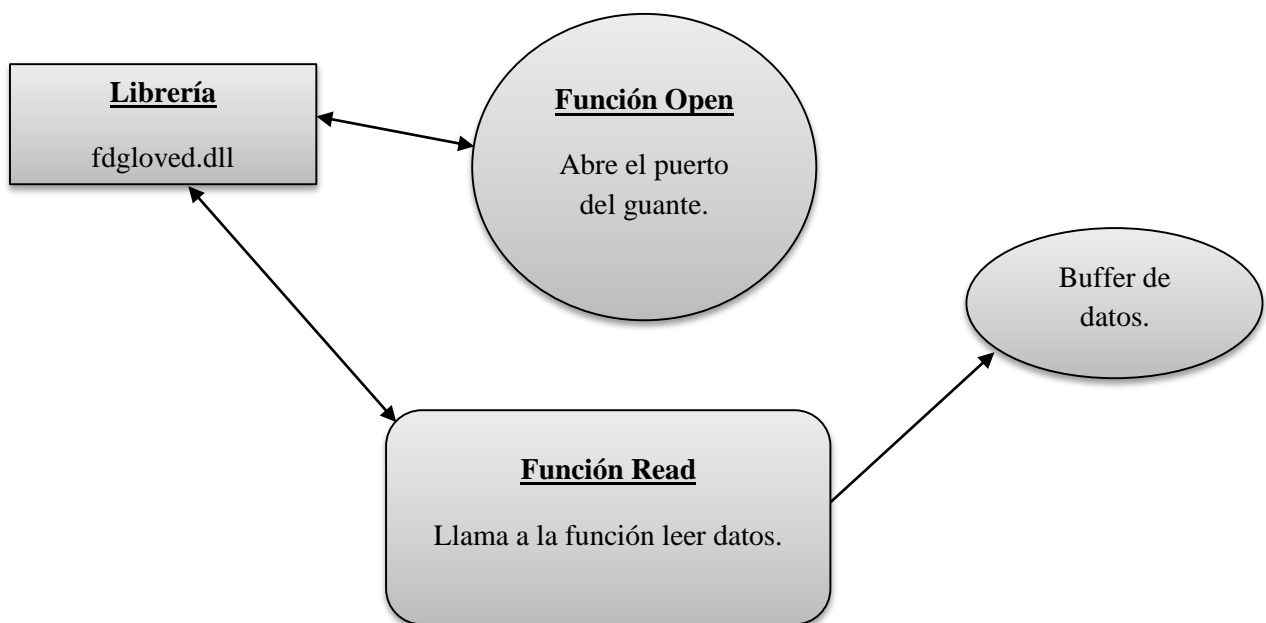 Librería
fdgloved.dll
Función Open
Abre el puerto
del guante.
Buffer de
datos.
Función Read
Llama a la función leer datos.